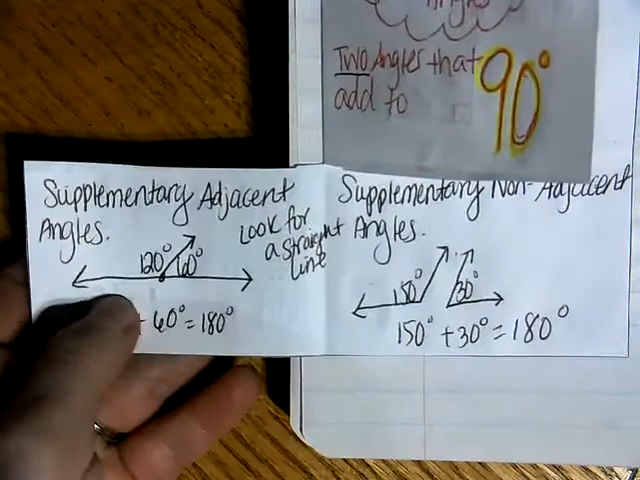 Angles
Two Angles that
add to
90°
Supplementary Adjacent
Angles.
Look for
a straight
line
120° 60°
+ 60° = 180°
Supplementary Non-Adjacent
Angles.
150° 30°
150° + 30° = 180°